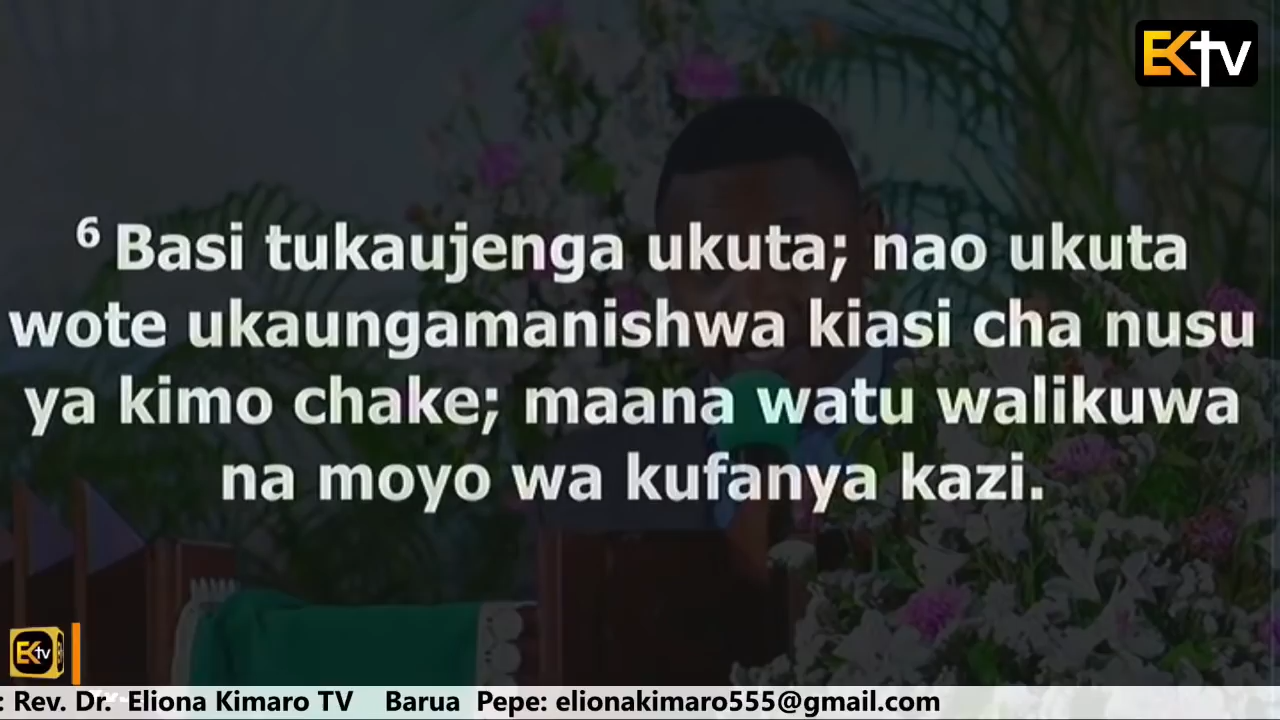 EKTV
6 Basi tukaujenga ukuta; nao ukuta
wote ukaungamanishwa kiasi cha nusu
ya kimo chake; maana watu walikuwa
na moyo wa kufanya kazi.
EKTV
: Rev. Dr. Eliona Kimaro TV Barua Pepe: elionakimaro555@gmail.com